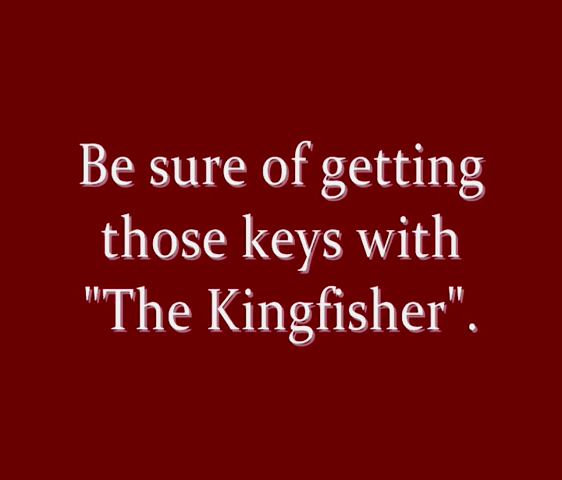 Be sure of getting
those keys with
"The Kingfisher".